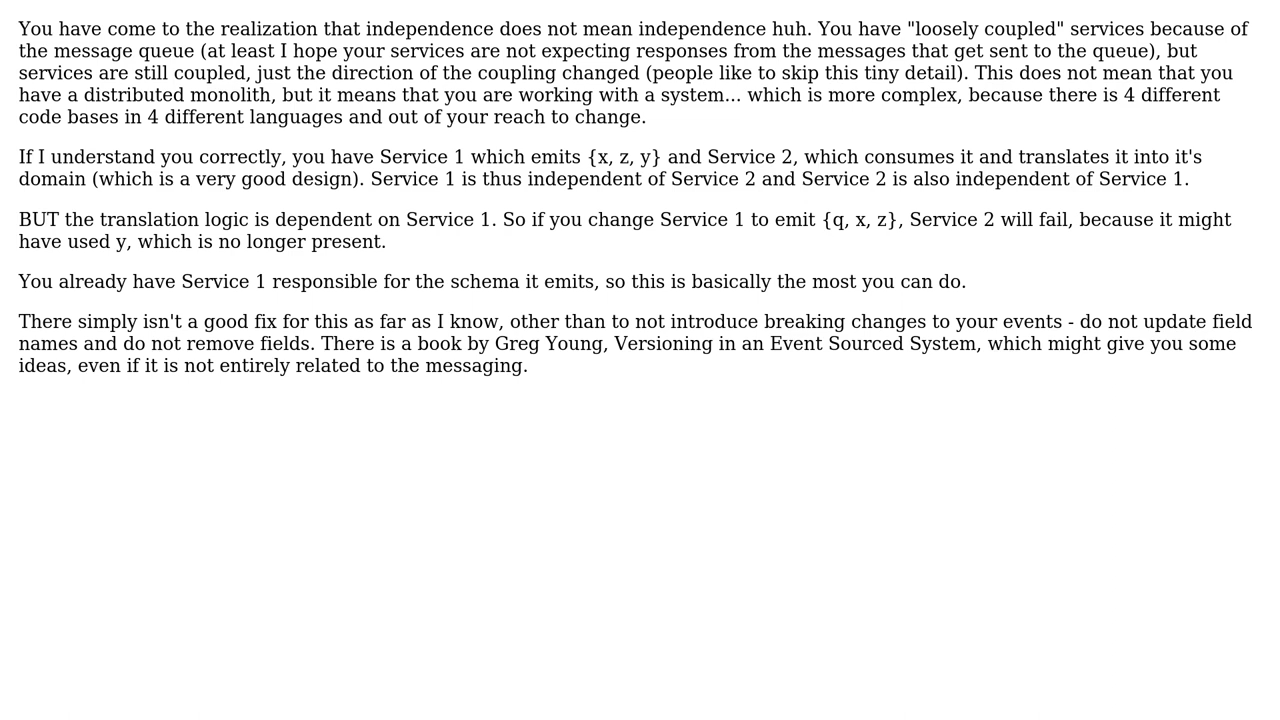 You have come to the realization that independence does not mean independence huh. You have "loosely coupled" services because of
the message queue (at least I hope your services are not expecting responses from the messages that get sent to the queue), but
services are still coupled, just the direction of the coupling changed (people like to skip this tiny detail). This does not mean that you
have a distributed monolith, but it means that you are working with a system... which is more complex, because there is 4 different
code bases in 4 different languages and out of your reach to change.
If I understand you correctly, you have Service 1 which emits {x, z, y} and Service 2, which consumes it and translates it into it's
domain (which is a very good design). Service 1 is thus independent of Service 2 and Service 2 is also independent of Service 1.
BUT the translation logic is dependent on Service 1. So if you change Service 1 to emit {q, x, z}, Service 2 will fail, because it might
have used y, which is no longer present.
You already have Service 1 responsible for the schema it emits, so this is basically the most you can do.
There simply isn't a good fix for this as far as I know, other than to not introduce breaking changes to your events - do not update field
names and do not remove fields. There is a book by Greg Young, Versioning in an Event Sourced System, which might give you some
ideas, even if it is not entirely related to the messaging.